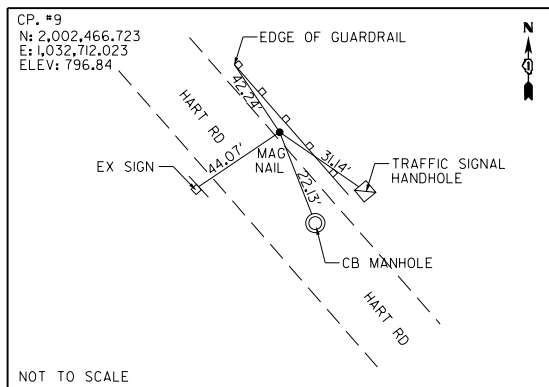 CP. #9
N: 2,002,466.723
E: 1,032,712.023
ELEV: 796.84
EDGE OF GUARDRAIL
N
42.24'
HART RD
44.07'
MAG
NAIL
31.14'
EX SIGN
TRAFFIC SIGNAL
HANDHOLE
22.13'
CB MANHOLE
HART RD
NOT TO SCALE